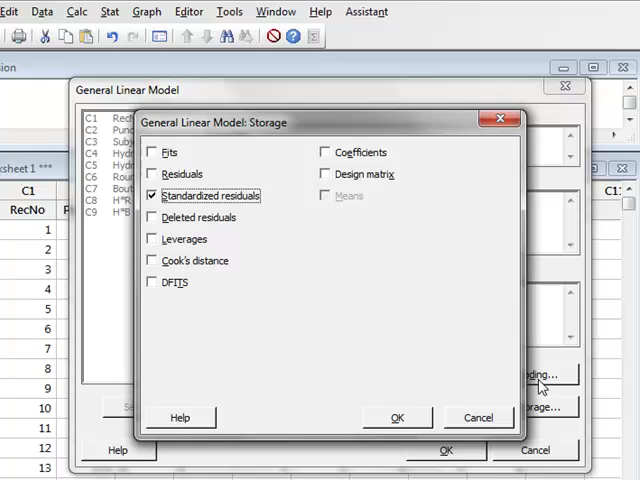 Edit Data Calc Stat Graph Editor Tools Window Help Assistant
General Linear Model
General Linear Model: Storage
C1
C2
C3
C4
C5
C6
C7
C8 H*R
C9 H*B
Fits
Residuals
Standardized residuals
Deleted residuals
Leverages
Cook's distance
DFITS
Coefficients
Design matrix
Means
Help OK Cancel
Help OK Cancel
C1
RecNo
1
2
3
4
5
6
7
8
9
10
11
12
13